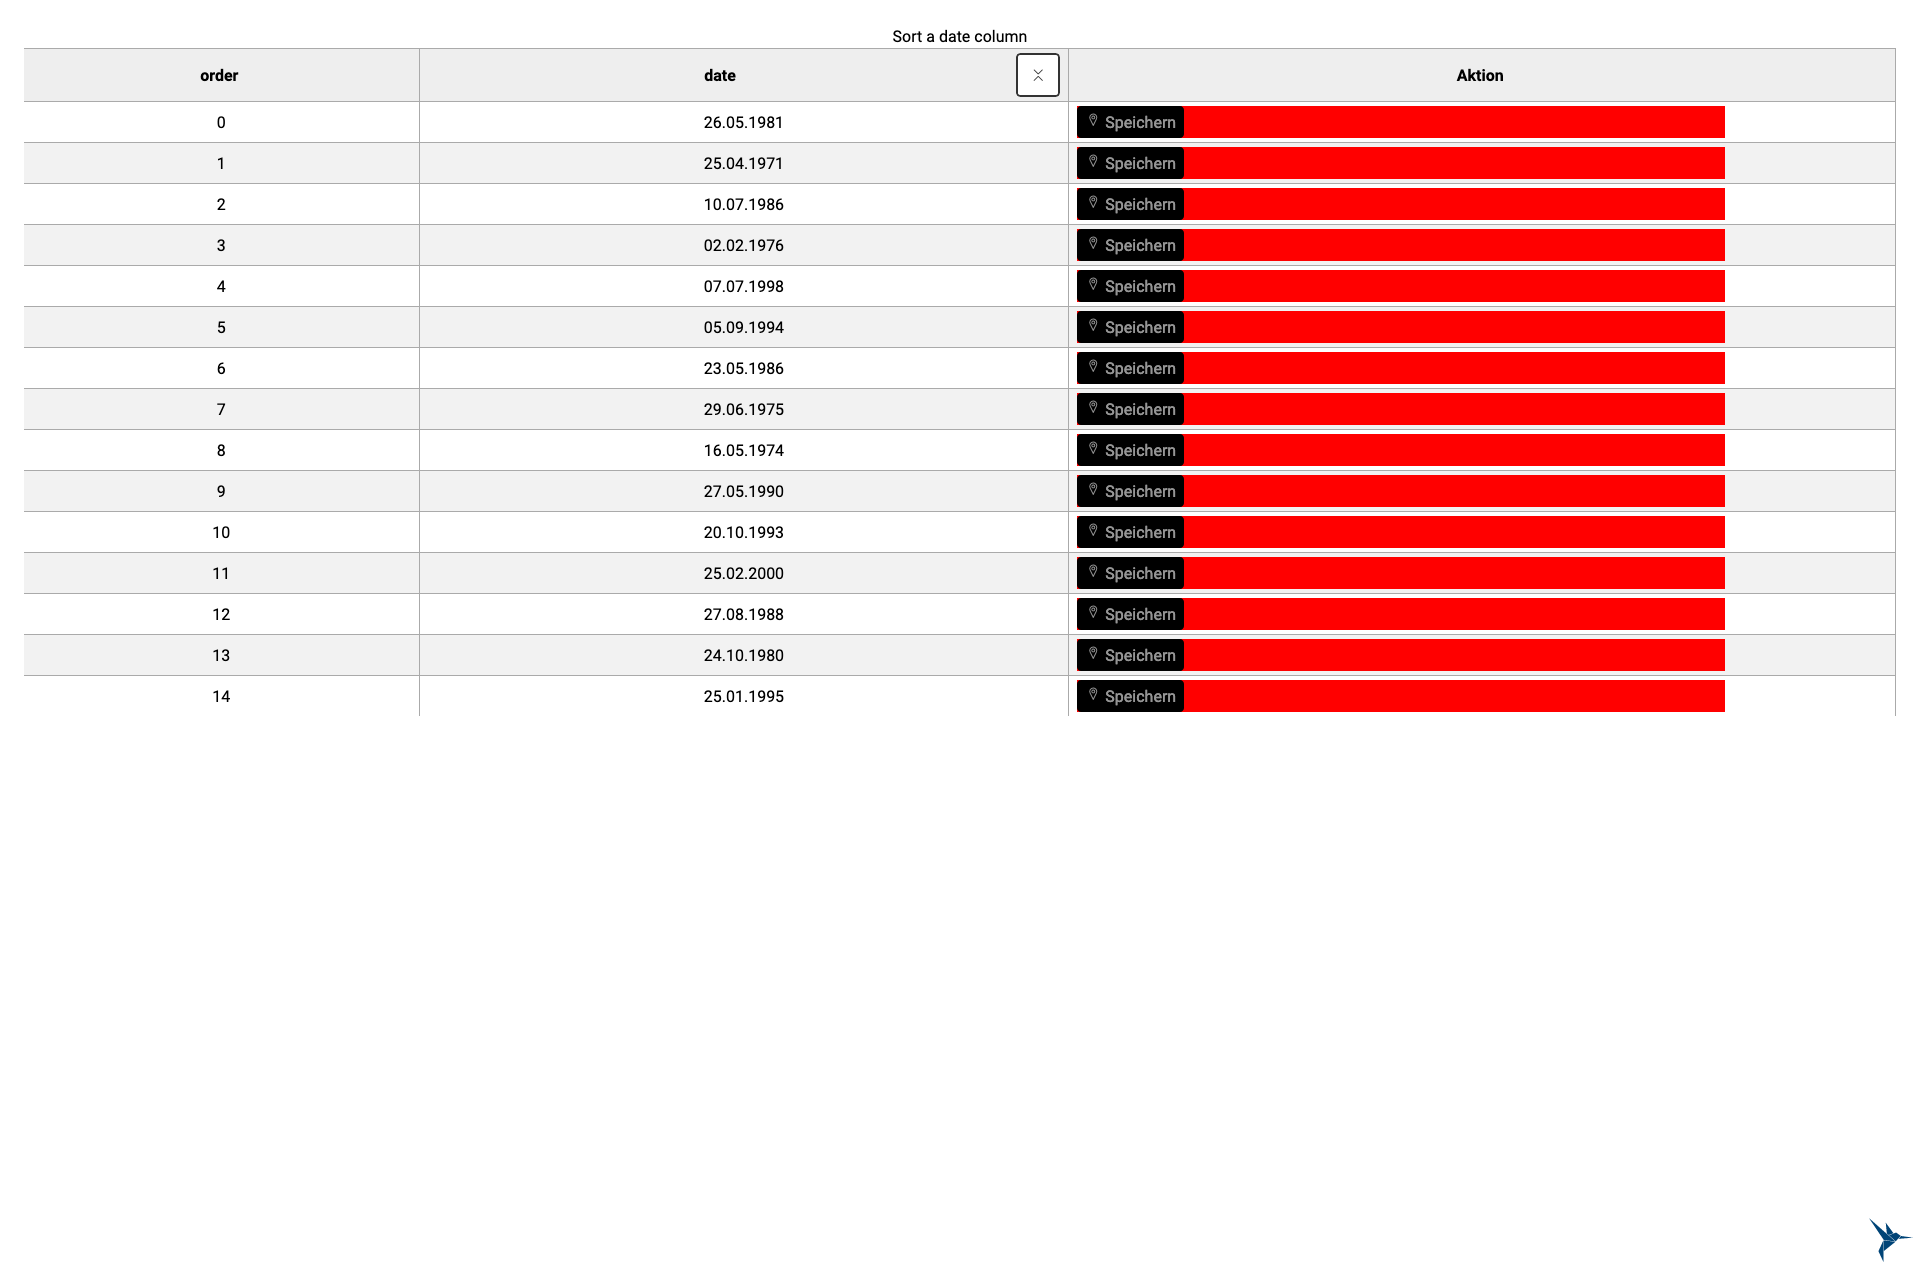 Sort a date column
order date Aktion
0 26.05.1981 Speichern
1 25.04.1971 Speichern
2 10.07.1986 Speichern
3 02.02.1976 Speichern
4 07.07.1998 Speichern
5 05.09.1994 Speichern
6 23.05.1986 Speichern
7 29.06.1975 Speichern
8 16.05.1974 Speichern
9 27.05.1990 Speichern
10 20.10.1993 Speichern
11 25.02.2000 Speichern
12 27.08.1988 Speichern
13 24.10.1980 Speichern
14 25.01.1995 Speichern